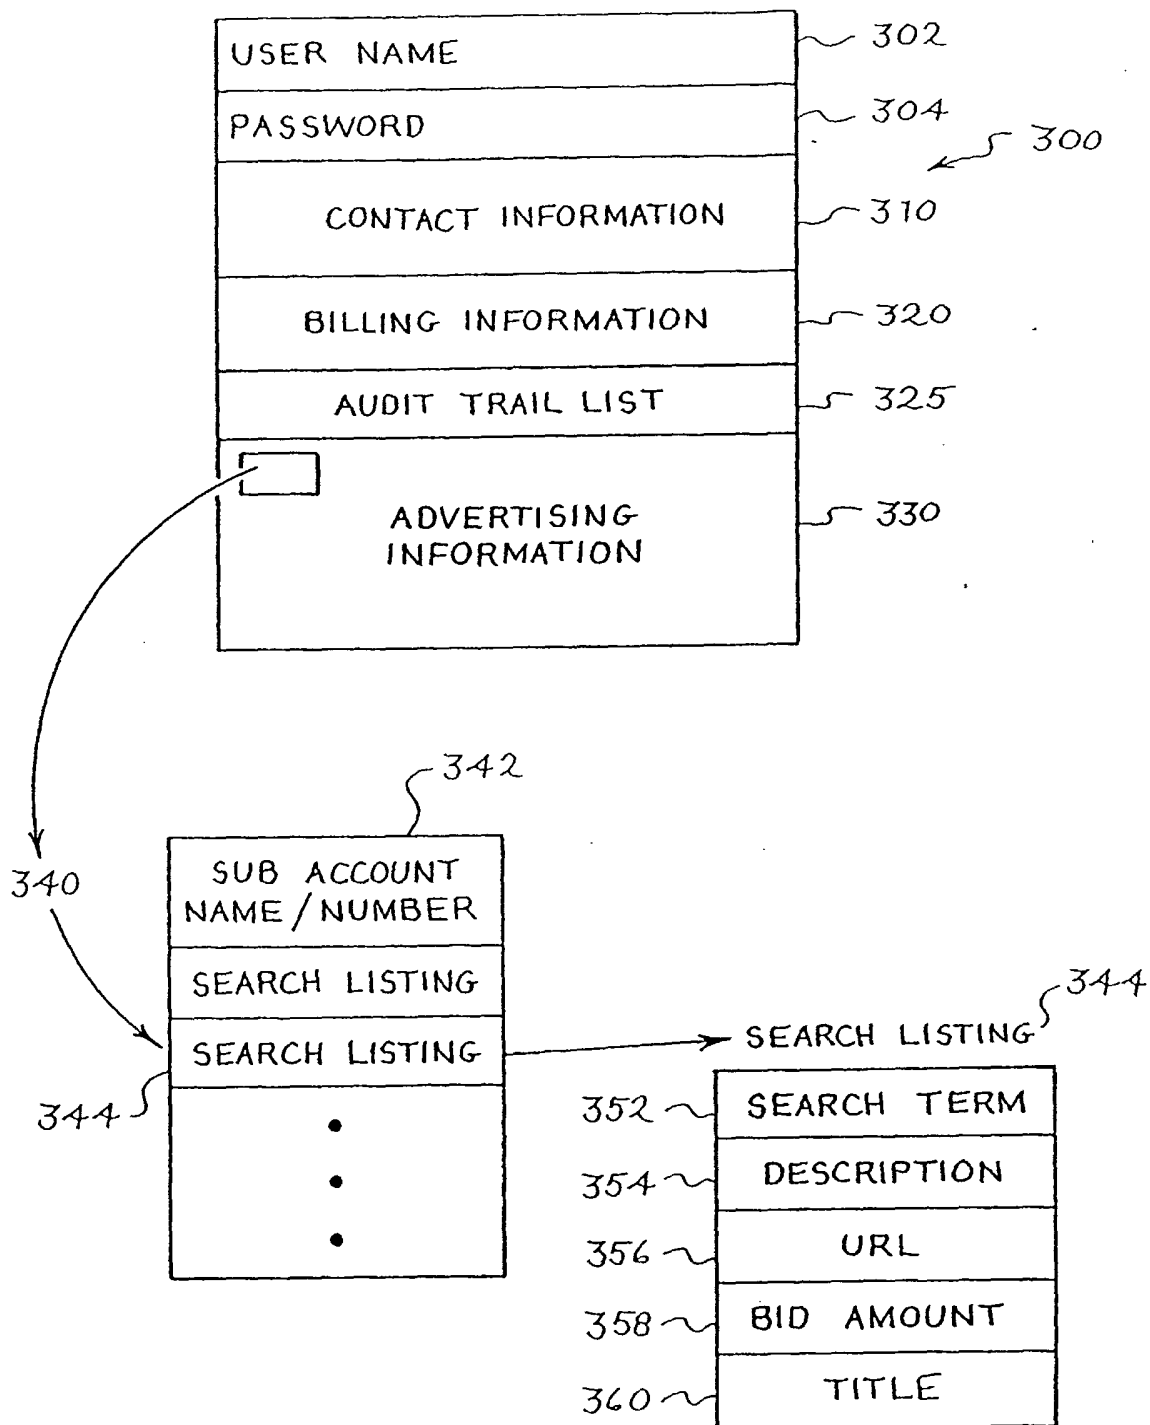 USER NAME
302
PASSWORD
304
300
CONTACT INFORMATION
310
BILLING INFORMATION
320
AUDIT TRAIL LIST
325
ADVERTISING
INFORMATION
330
342
340
SUB ACCOUNT
NAME/NUMBER
SEARCH LISTING
SEARCH LISTING
344
344
SEARCH LISTING
352
SEARCH TERM
354
DESCRIPTION
356
URL
358
BID AMOUNT
360
TITLE